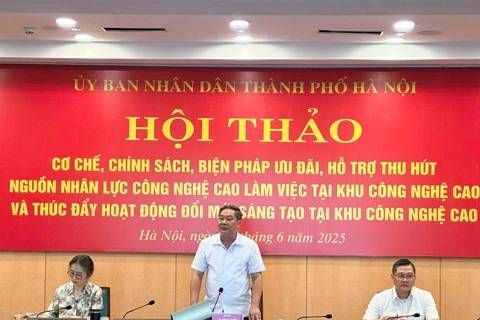 ỦY BAN NHÂN DÂN THÀNH PHỐ HÀ NỘI
HỘI THẢO
CƠ CHẾ, CHÍNH SÁCH, BIỆN PHÁP ƯU ĐÃI, HỖ TRỢ THU HÚT
NGUỒN NHÂN LỰC CÔNG NGHỆ CAO LÀM VIỆC TẠI KHU CÔNG NGHỆ CAO
VÀ THÚC ĐẨY HOẠT ĐỘNG ĐỔI MỚI SÁNG TẠO TẠI KHU CÔNG NGHỆ CAO
Hà Nội, ngày tháng 6 năm 2025